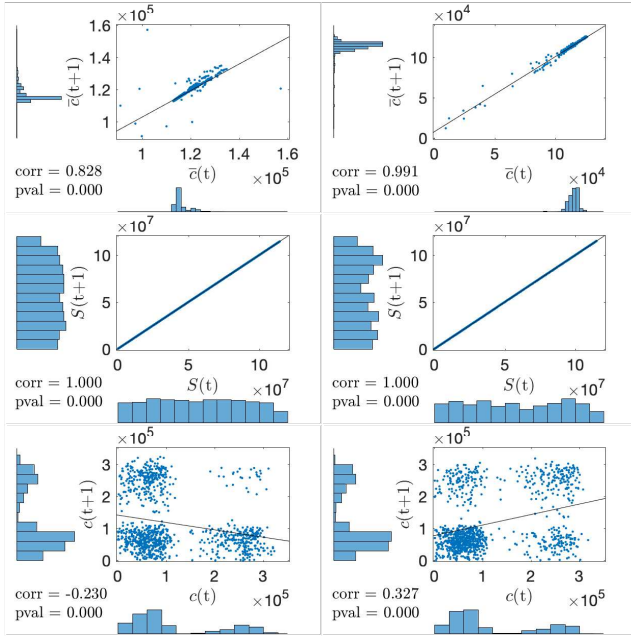 ×10⁵
1.6
1.4
1.2
1
c̄(t+1)
1 1.2 1.4 1.6
c̄(t) ×10⁵
corr = 0.828
pval = 0.000
×10⁴
10
5
0
c̄(t+1)
0 5 10
c̄(t) ×10⁴
corr = 0.991
pval = 0.000
×10⁷
10
5
0
S(t+1)
0 5 10
S(t) ×10⁷
corr = 1.000
pval = 0.000
×10⁷
10
5
0
S(t+1)
0 5 10
S(t) ×10⁷
corr = 1.000
pval = 0.000
×10⁵
3
2
1
0
c(t+1)
0 1 2 3
c(t) ×10⁵
corr = -0.230
pval = 0.000
×10⁵
3
2
1
0
c(t+1)
0 1 2 3
c(t) ×10⁵
corr = 0.327
pval = 0.000